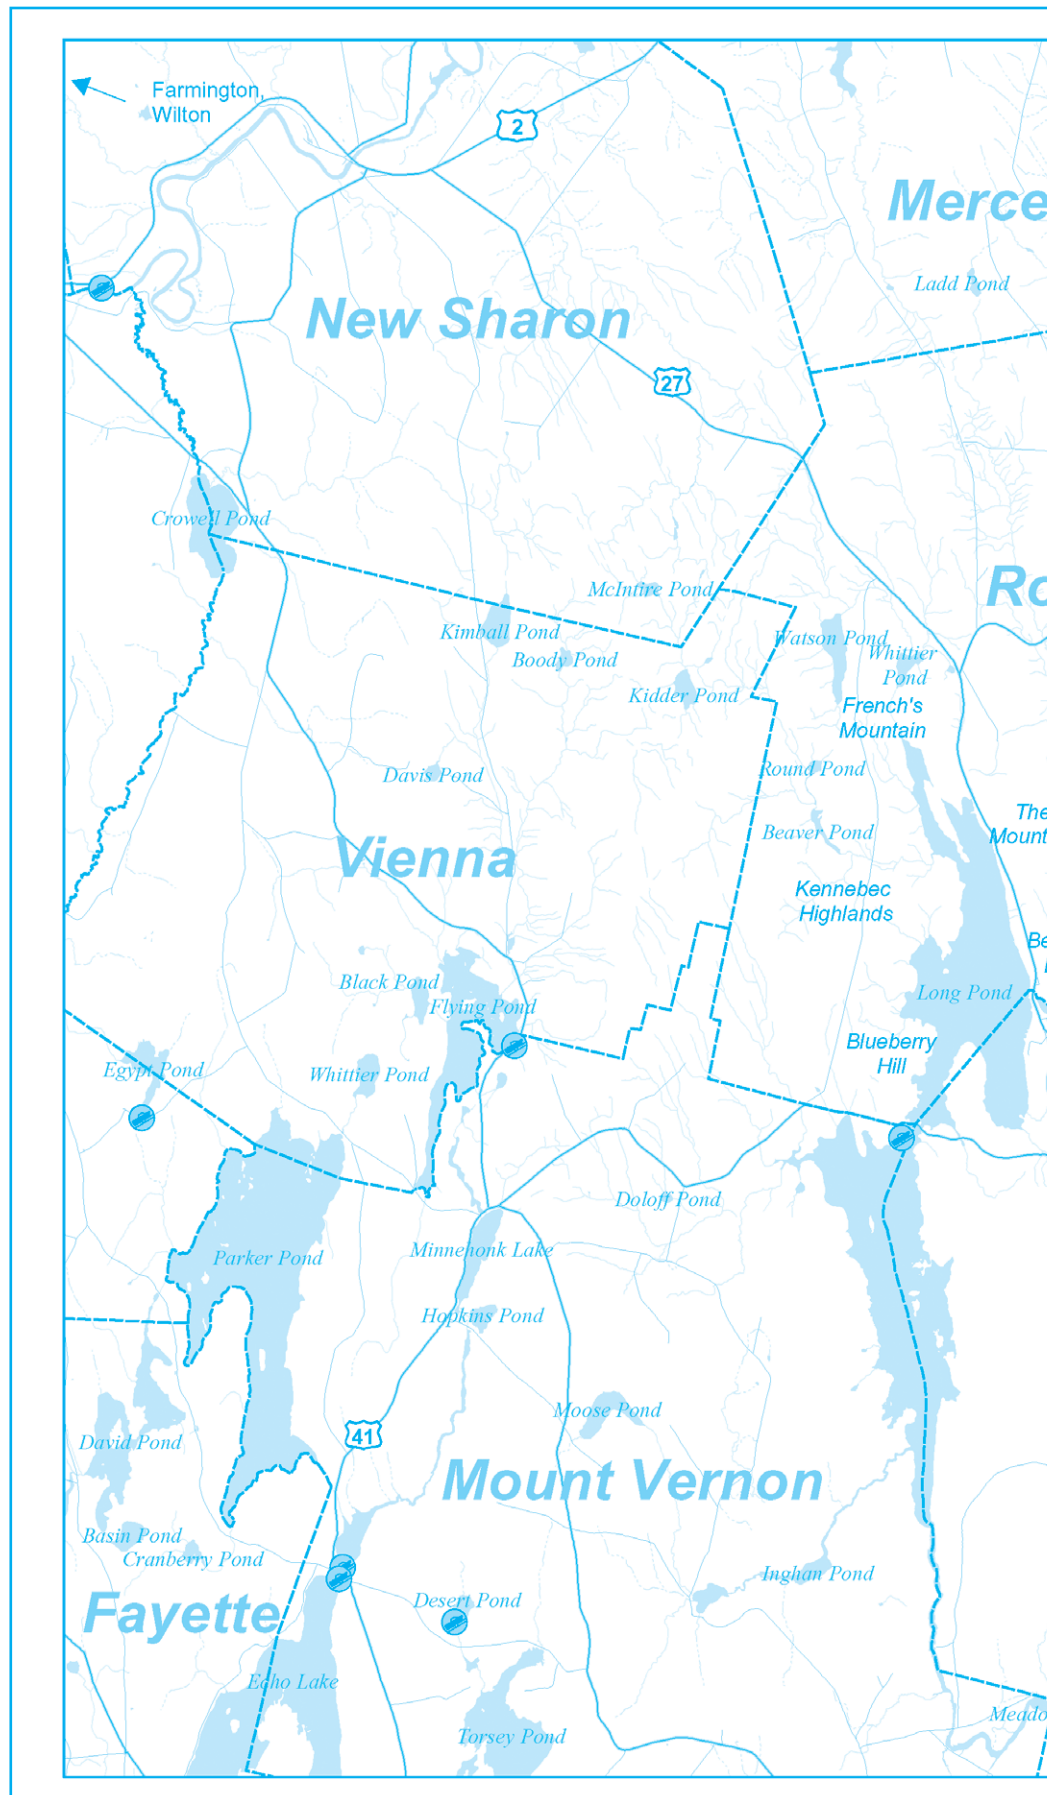 Farmington,
Wilton
2
Merce
Ladd Pond
New Sharon
27
Crowell Pond
McIntire Pond
Ro
Kimball Pond
Watson Pond
Boody Pond
Whittier
Pond
Kidder Pond
French's
Mountain
Davis Pond
Round Pond
The
Mount
Beaver Pond
Vienna
Kennebec
Highlands
Be
Black Pond
Long Pond
Flying Pond
Blueberry
Hill
Egypt Pond
Whittier Pond
Doloff Pond
Minnehonk Lake
Parker Pond
Hopkins Pond
Moose Pond
41
David Pond
Mount Vernon
Basin Pond
Cranberry Pond
Inghan Pond
Desert Pond
Fayette
Echo Lake
Meado
Torsey Pond